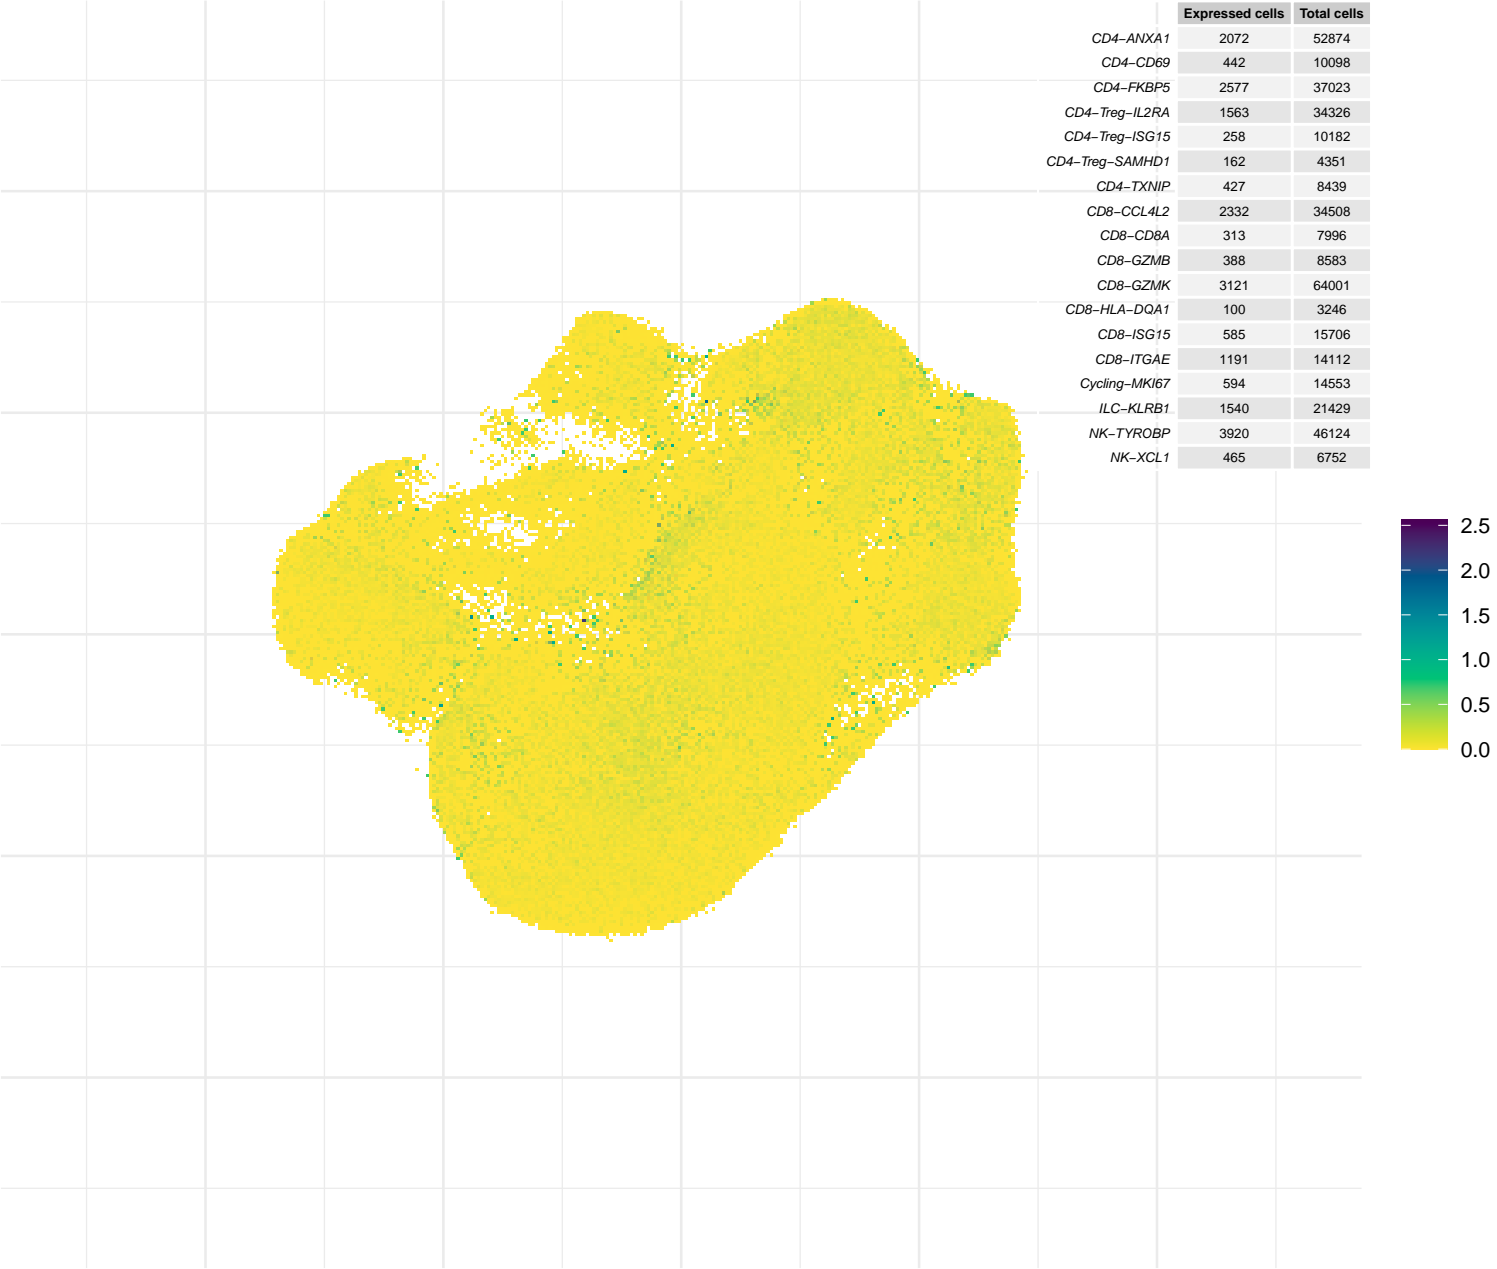 Expressed cells Total cells
CD4−ANXA1 2072 52874
CD4−CD69 442 10098
CD4−FKBP5 2577 37023
CD4−Treg−IL2RA 1563 34326
CD4−Treg−ISG15 258 10182
CD4−Treg−SAMHD1 162 4351
CD4−TXNIP 427 8439
CD8−CCL4L2 2332 34508
CD8−CD8A 313 7996
CD8−GZMB 388 8583
CD8−GZMK 3121 64001
CD8−HLA−DQA1 100 3246
CD8−ISG15 585 15706
CD8−ITGAE 1191 14112
Cycling−MKI67 594 14553
ILC−KLRB1 1540 21429
NK−TYROBP 3920 46124
NK−XCL1 465 6752
2.5
2.0
1.5
1.0
0.5
0.0